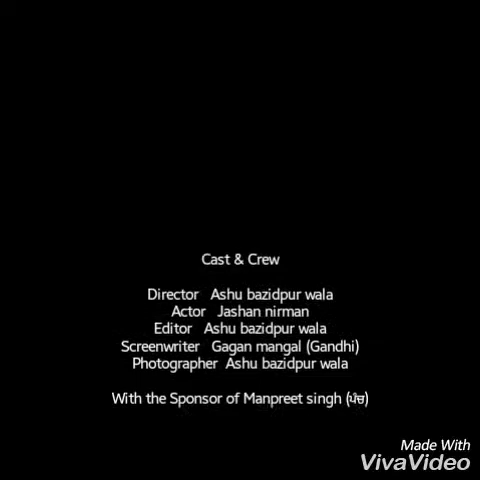 Cast & Crew
Director Ashu bazidpur wala
Actor Jashan nirman
Editor Ashu bazidpur wala
Screenwriter Gagan mangal (Gandhi)
Photographer Ashu bazidpur wala
With the Sponsor of Manpreet singh (ਪੰਚ)
Made With
VivaVideo